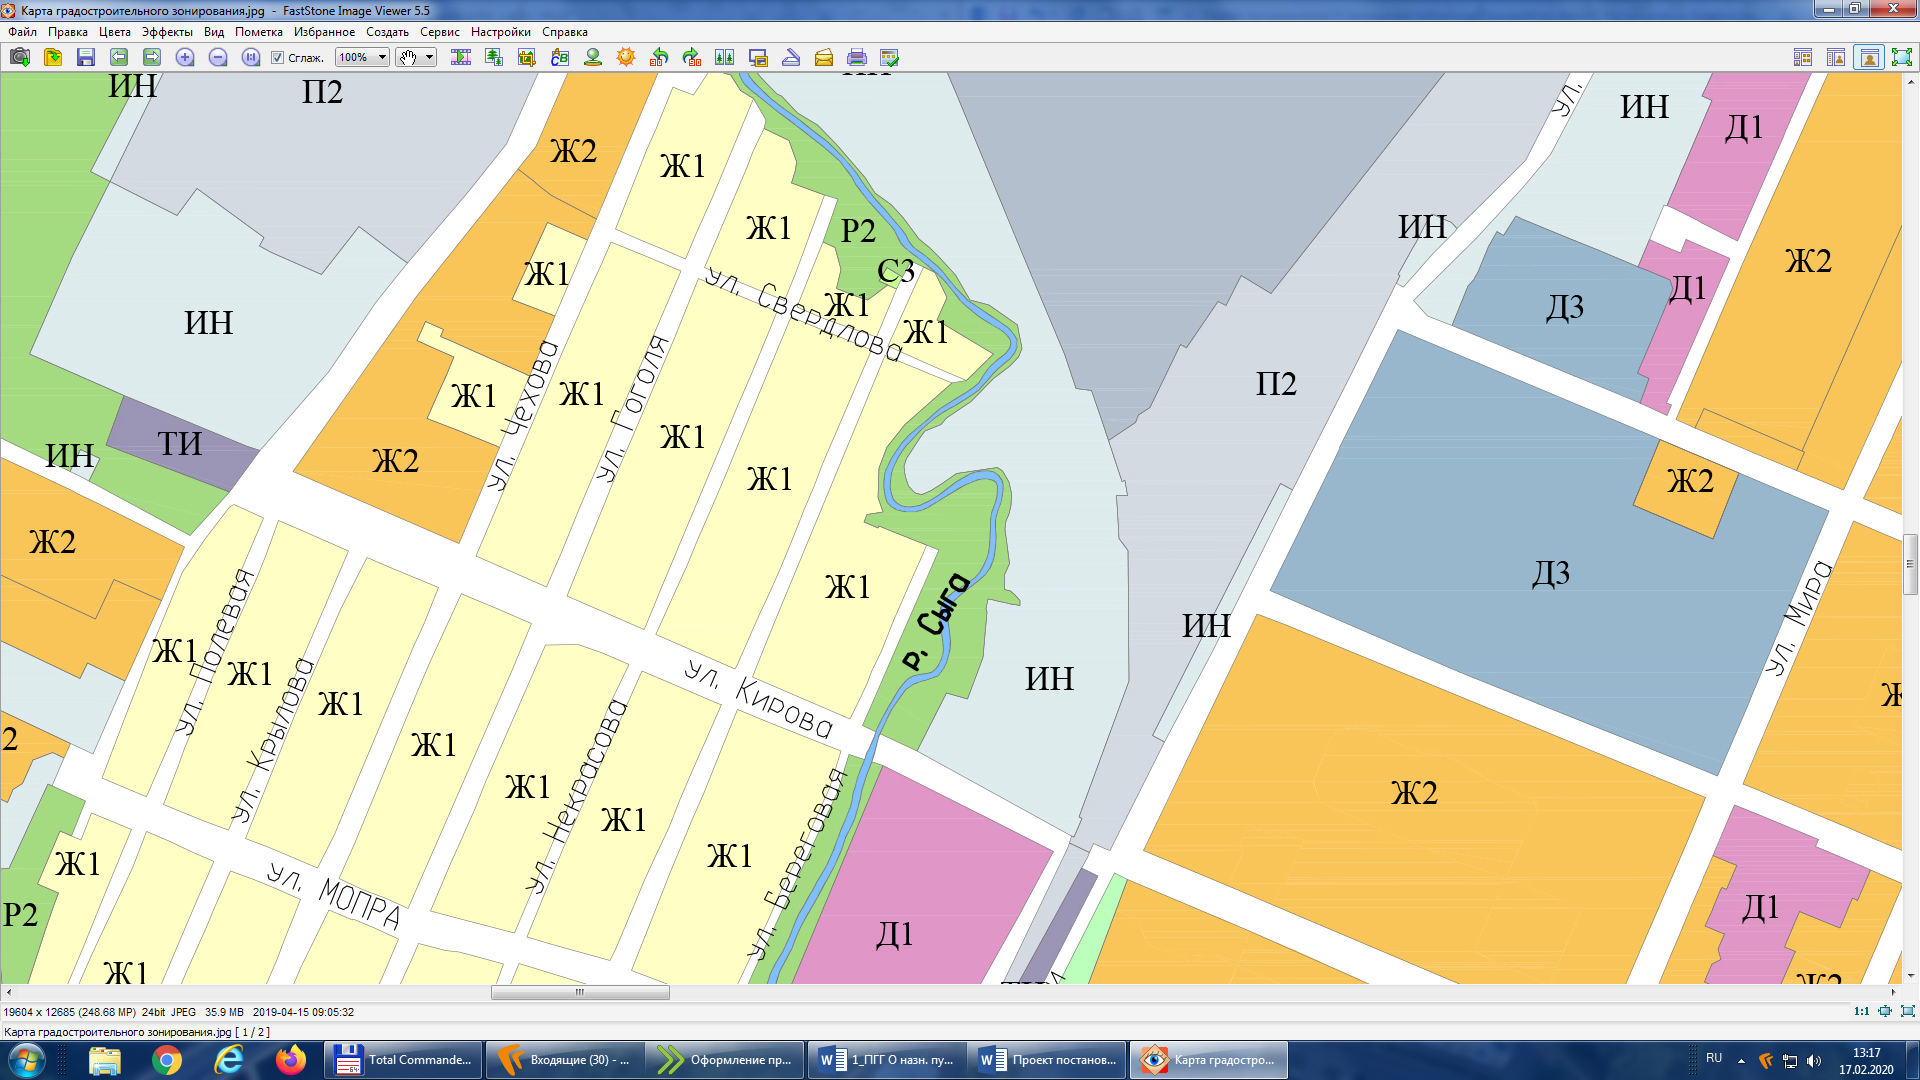 Карта градостроительного зонирования.jpg - FastStone Image Viewer 5.5
Файл Правка Цвета Эффекты Вид Пометка Избранное Создать Сервис Настройки Справка
Сглаж. 100%
ИН П2 ИН Д1
Ж2 Ж1
Ж1 Р2 ИН Ж2
Ж1 С3 Д1
ул. Свердлова
ИН Ж1 Ж1 Д3
ул. Чехова
ул. Гоголя
Ж1 Ж1 П2
ТИ Ж1
ИН Ж2 Ж1 Ж2
Ж2 Д3
Ж1
р. Сыга
ул. Полевая
ул. Крылова
ИН
ул. Мира
Ж1 Ж1 Ж1 ИН
ул. Кирова
ул. Некрасова
Ж1
Ж1 Ж1 Ж2
ул. Береговая
Ж1 Ж1
ул. МОПРА
Р2 Д1 Д1
Ж1
19604 x 12685 (248.68 MP) 24bit JPEG 35.9 MB 2019-04-15 09:05:32
1:1
Карта градостроительного зонирования.jpg [ 1 / 2 ]
Total Commande...
Входящие (30) - ...
Оформление пр...
1_ПГГ О назн. пу...
Проект постанов...
Карта градостро...
RU
13:17
17.02.2020